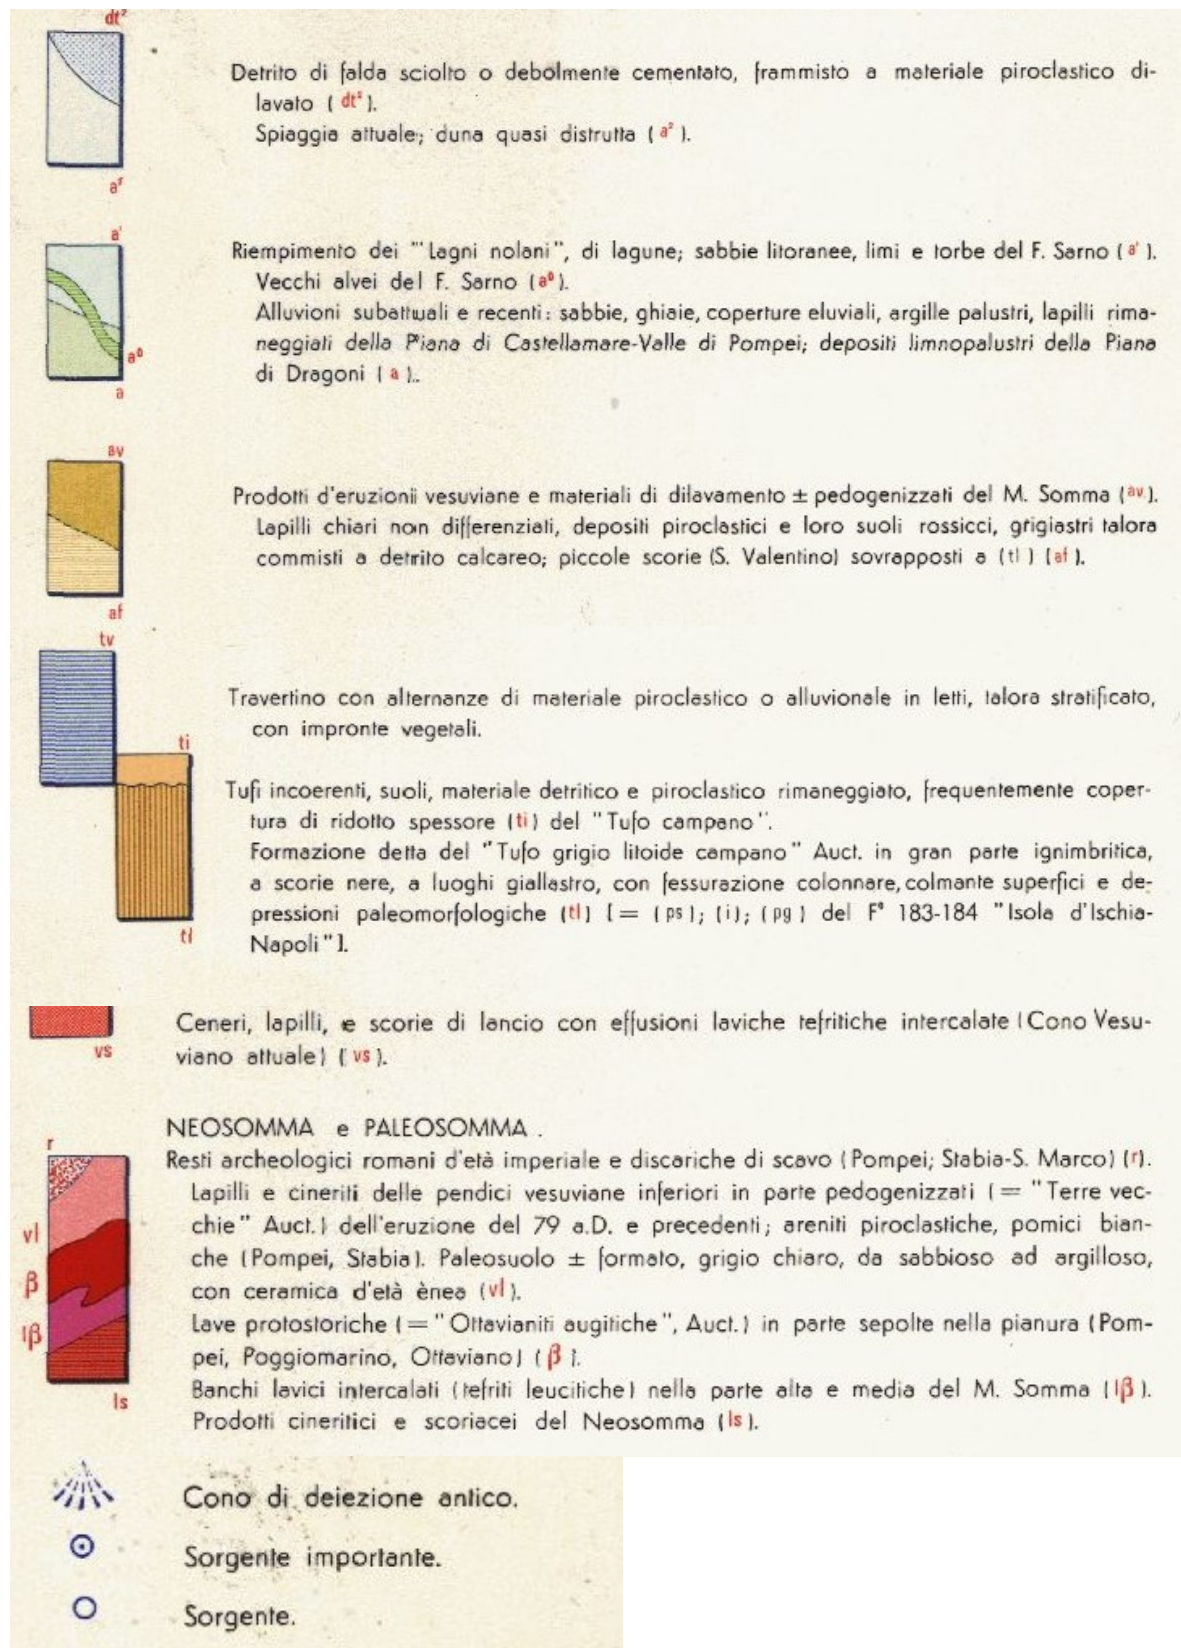 dt²
Detrito di falda sciolto o debolmente cementato, frammisto a materiale piroclastico di-
lavato (dt²).
Spiaggia attuale; duna quasi distrutta (a²).
a²
a¹
Riempimento dei "Lagni nolani", di lagune; sabbie litoranee, limi e torbe del F. Sarno (a¹).
Vecchi alvei del F. Sarno (a⁰).
Alluvioni subattuali e recenti: sabbie, ghiaie, coperture eluviali, argille palustri, lapilli rima-
neggiati della Piana di Castellamare-Valle di Pompei; depositi limnopalustri della Piana
a⁰
di Dragoni (a).
a
av
Prodotti d'eruzionii vesuviane e materiali di dilavamento ± pedogenizzati del M. Somma (av).
Lapilli chiari non differenziati, depositi piroclastici e loro suoli rossicci, grigiastri talora
commisti a detrito calcareo; piccole scorie (S. Valentino) sovrapposti a (tl) (af).
af
tv
Travertino con alternanze di materiale piroclastico o alluvionale in letti, talora stratificato,
con impronte vegetali.
ti
Tufi incoerenti, suoli, materiale detritico e piroclastico rimaneggiato, frequentemente coper-
tura di ridotto spessore (ti) del "Tufo campano".
Formazione detta del "Tufo grigio litoide campano" Auct. in gran parte ignimbritica,
a scorie nere, a luoghi giallastro, con fessurazione colonnare, colmante superfici e de-
pressioni paleomorfologiche (tl) [= (ps); (i); (pg) del F° 183-184 "Isola d'Ischia-
tl
Napoli"].
Ceneri, lapilli, e scorie di lancio con effusioni laviche tefritiche intercalate (Cono Vesu-
vs
viano attuale) (vs).
NEOSOMMA e PALEOSOMMA.
r
Resti archeologici romani d'età imperiale e discariche di scavo (Pompei; Stabia-S. Marco) (r).
Lapilli e cineriti delle pendici vesuviane inferiori in parte pedogenizzati (= "Terre vec-
chie" Auct.) dell'eruzione del 79 a.D. e precedenti; areniti piroclastiche, pomici bian-
vl
che (Pompei, Stabia). Paleosuolo ± formato, grigio chiaro, da sabbioso ad argilloso,
β
con ceramica d'età ènea (vl).
Lave protostoriche (= "Ottavianiti augitiche", Auct.) in parte sepolte nella pianura (Pom-
lβ
pei, Poggiomarino, Ottaviano) (β).
Banchi lavici intercalati (tefriti leucitiche) nella parte alta e media del M. Somma (lβ).
ls
Prodotti cineritici e scoriacei del Neosomma (ls).
Cono di deiezione antico.
Sorgente importante.
Sorgente.